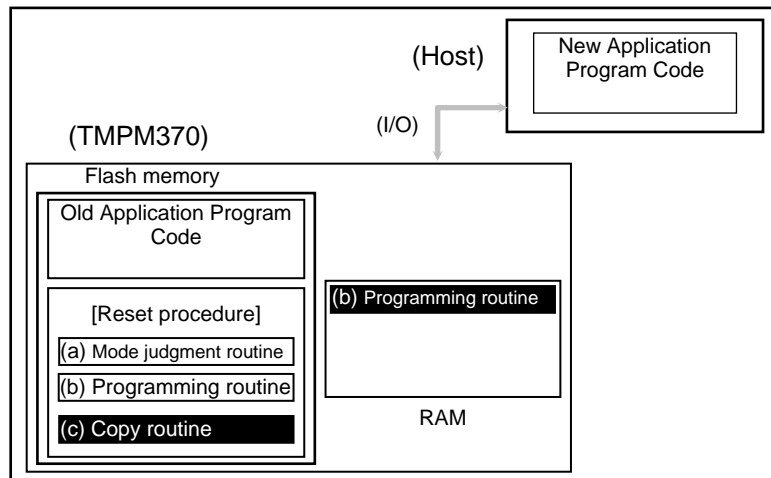 (Host)
New Application
Program Code
(I/O)
(TMPM370)
Flash memory
Old Application Program
Code
[Reset procedure]
(a) Mode judgment routine
(b) Programming routine
(c) Copy routine
(b) Programming routine
RAM